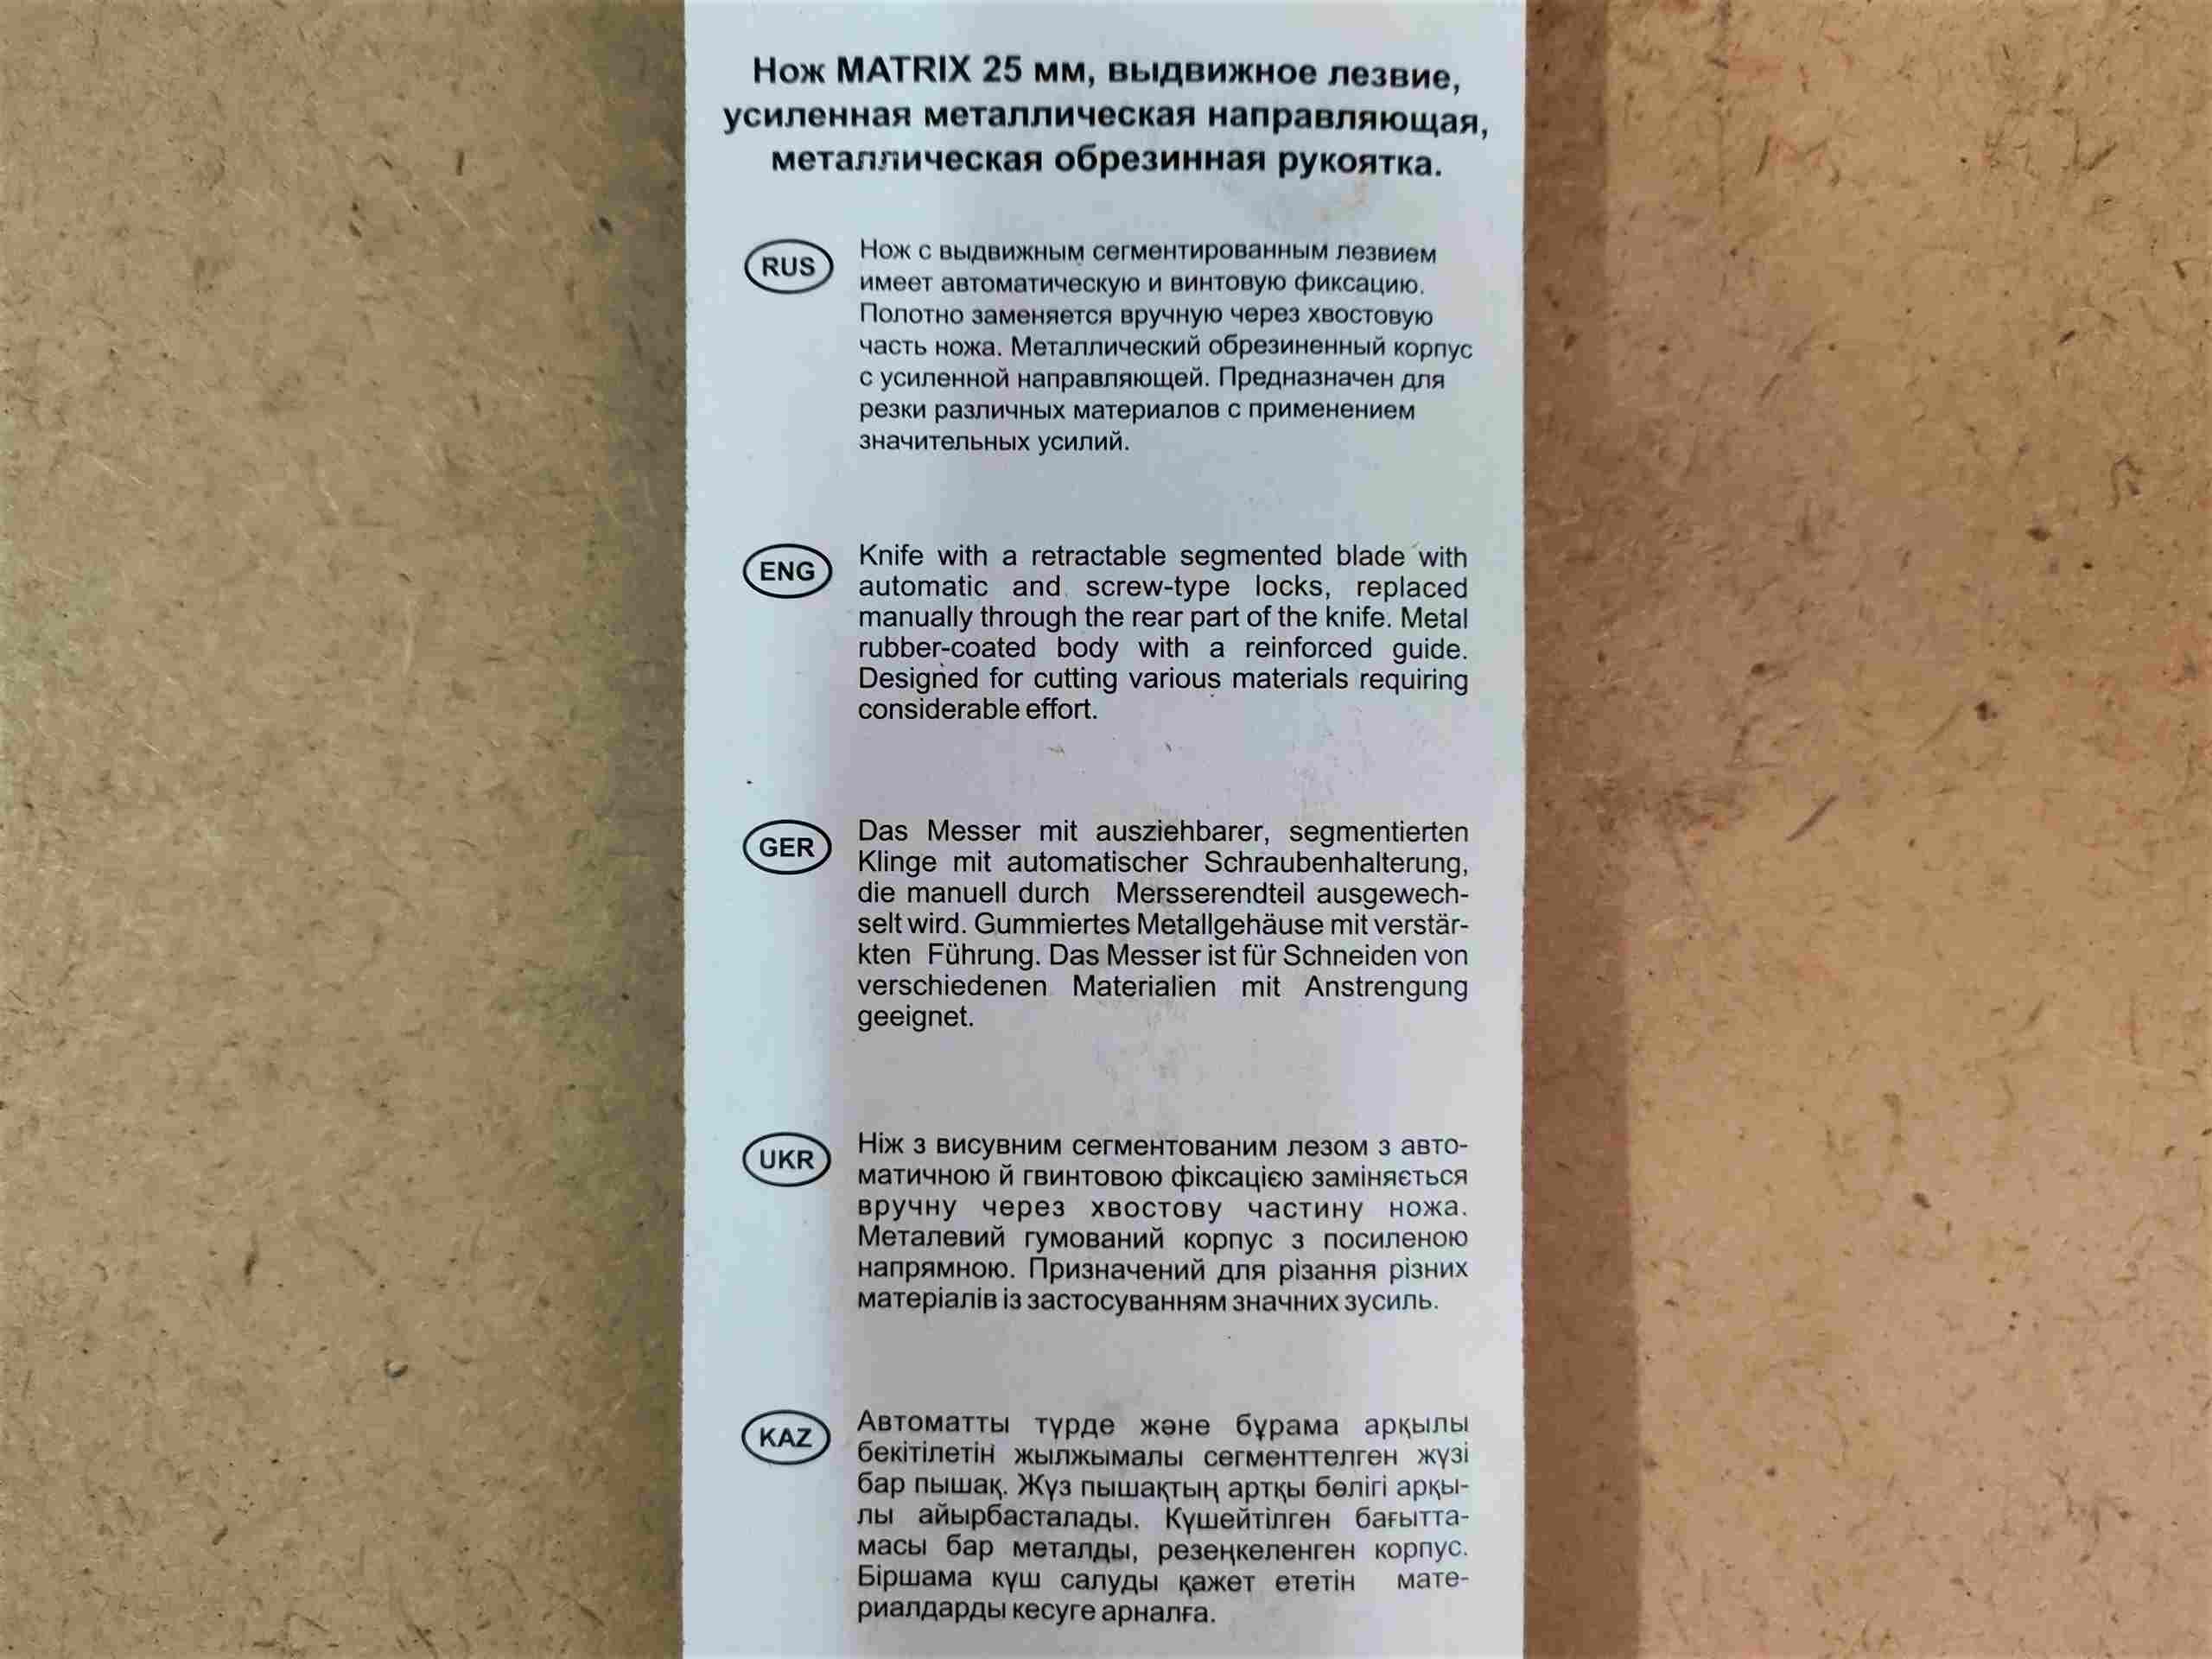 Нож MATRIX 25 мм, выдвижное лезвие,
усиленная металлическая направляющая,
металлическая обрезинная рукоятка.
RUS
Нож с выдвижным сегментированным лезвием
имеет автоматическую и винтовую фиксацию.
Полотно заменяется вручную через хвостовую
часть ножа. Металлический обрезиненный корпус
с усиленной направляющей. Предназначен для
резки различных материалов с применением
значительных усилий.
ENG
Knife with a retractable segmented blade with
automatic and screw-type locks, replaced
manually through the rear part of the knife. Metal
rubber-coated body with a reinforced guide.
Designed for cutting various materials requiring
considerable effort.
GER
Das Messer mit ausziehbarer, segmentierten
Klinge mit automatischer Schraubenhalterung,
die manuell durch Mersserendteil ausgewech-
selt wird. Gummiertes Metallgehäuse mit verstär-
kten Führung. Das Messer ist für Schneiden von
verschiedenen Materialien mit Anstrengung
geeignet.
UKR
Ніж з висувним сегментованим лезом з авто-
матичною й гвинтовою фіксацією заміняється
вручну через хвостову частину ножа.
Металевий гумований корпус з посиленою
напрямною. Призначений для різання різних
матеріалів із застосуванням значних зусиль.
KAZ
Автоматты түрде және бұрама арқылы
бекітілетін жылжымалы сегменттелген жүзі
бар пышақ. Жүз пышақтың артқы бөлігі арқы-
лы айырбасталады. Күшейтілген бағытта-
масы бар металды, резеңкеленген корпус.
Біршама күш салуды қажет ететін мате-
риалдарды кесуге арналға.